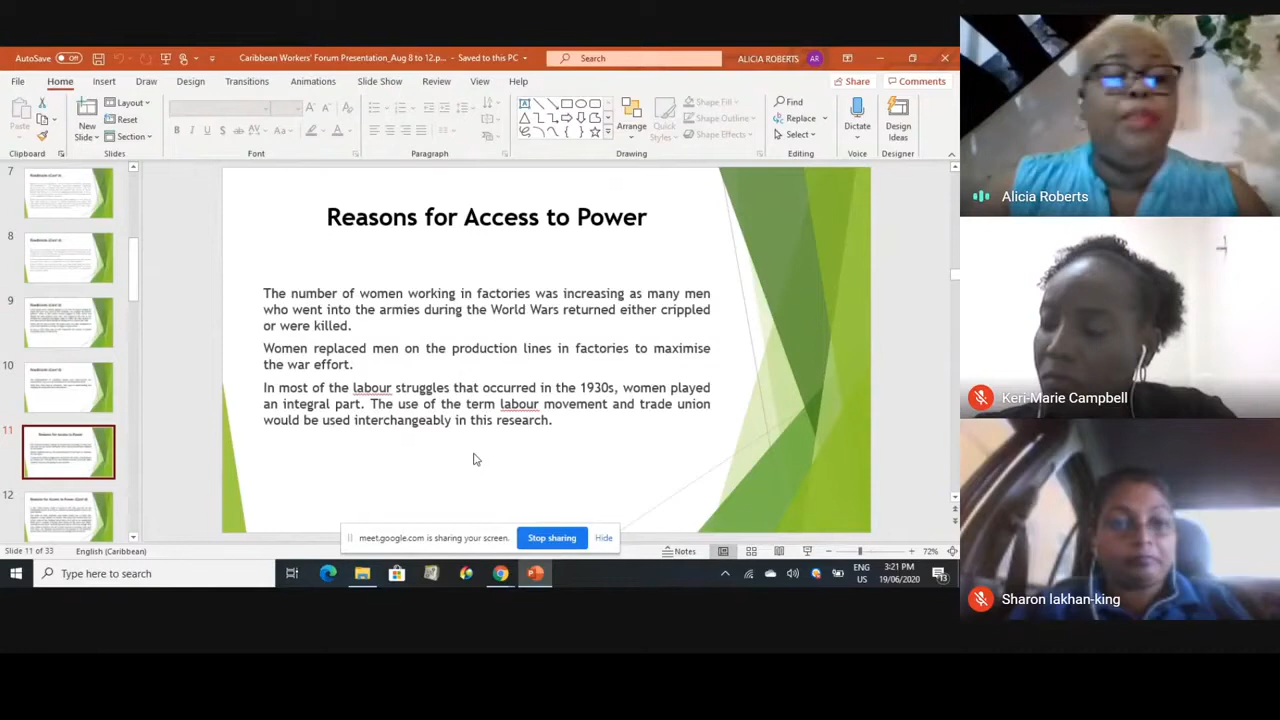 AutoSave Off Caribbean Workers' Forum Presentation_Aug 8 to 12.p... - Saved to this PC Search ALICIA ROBERTS AR
File Home Insert Draw Design Transitions Animations Slide Show Review View Help Share Comments
Paste New Slide Layout Reset Section Arrange Quick Styles Shape Fill Shape Outline Shape Effects Find Replace Select Dictate Design Ideas
Clipboard Slides Font Paragraph Drawing Editing Voice Designer
7
8
9
10
11
12
Reasons for Access to Power
The number of women working in factories was increasing as many men
who went into the armies during the World Wars returned either crippled
or were killed.
Women replaced men on the production lines in factories to maximise
the war effort.
In most of the labour struggles that occurred in the 1930s, women played
an integral part. The use of the term labour movement and trade union
would be used interchangeably in this research.
meet.google.com is sharing your screen. Stop sharing Hide
Slide 11 of 33 English (Caribbean) Notes 72%
Type here to search ENG US 3:21 PM 19/06/2020 13
Alicia Roberts
Keri-Marie Campbell
Sharon lakhan-king